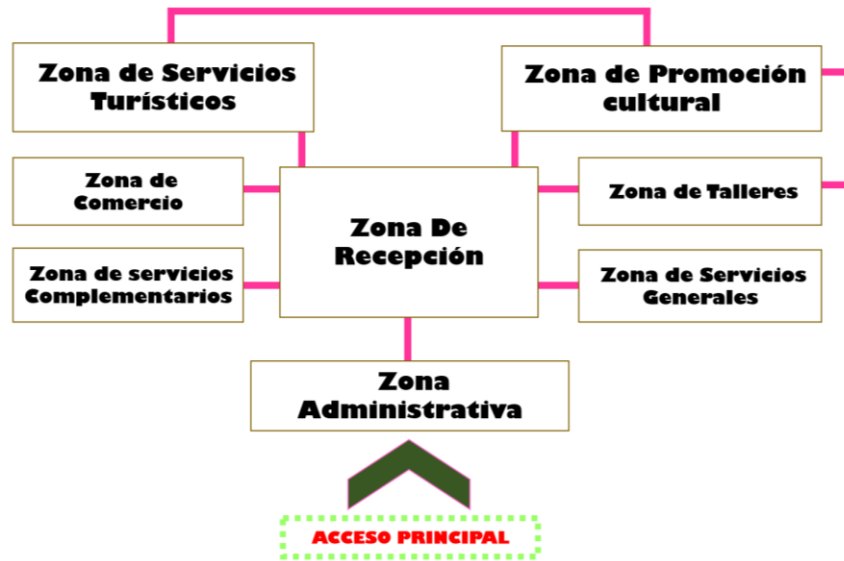 Zona de Servicios
Turísticos
Zona de Promoción
cultural
Zona de
Comercio
Zona De
Recepción
Zona de Talleres
Zona de servicios
Complementarios
Zona de Servicios
Generales
Zona
Administrativa
ACCESO PRINCIPAL